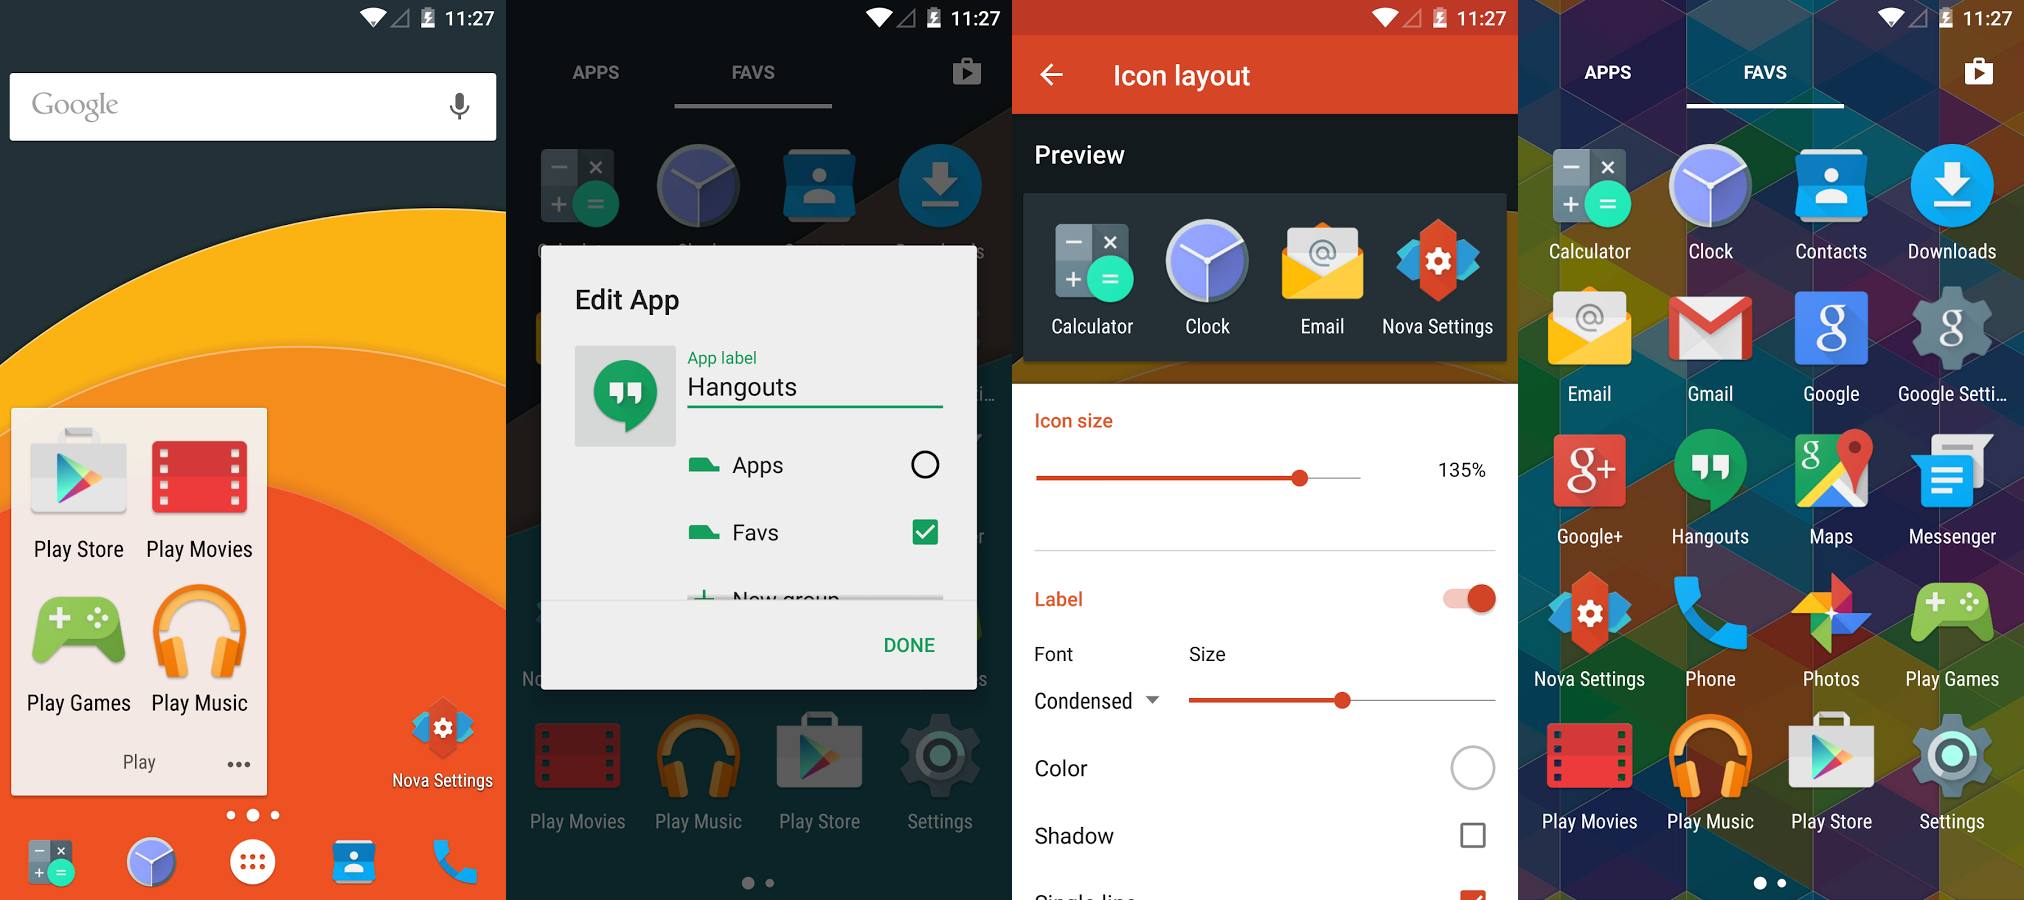 11:27
Google
Play Store Play Movies
Play Games Play Music
Play
Nova Settings
11:27
APPS FAVS
Edit App
App label
Hangouts
Apps
Favs
New group
DONE
Play Movies Play Music Play Store Settings
11:27
Icon layout
Preview
Calculator Clock Email Nova Settings
Icon size
135%
Label
Font Size
Condensed
Color
Shadow
Single line
11:27
APPS FAVS
Calculator Clock Contacts Downloads
Email Gmail Google Google Setti...
Google+ Hangouts Maps Messenger
Nova Settings Phone Photos Play Games
Play Movies Play Music Play Store Settings